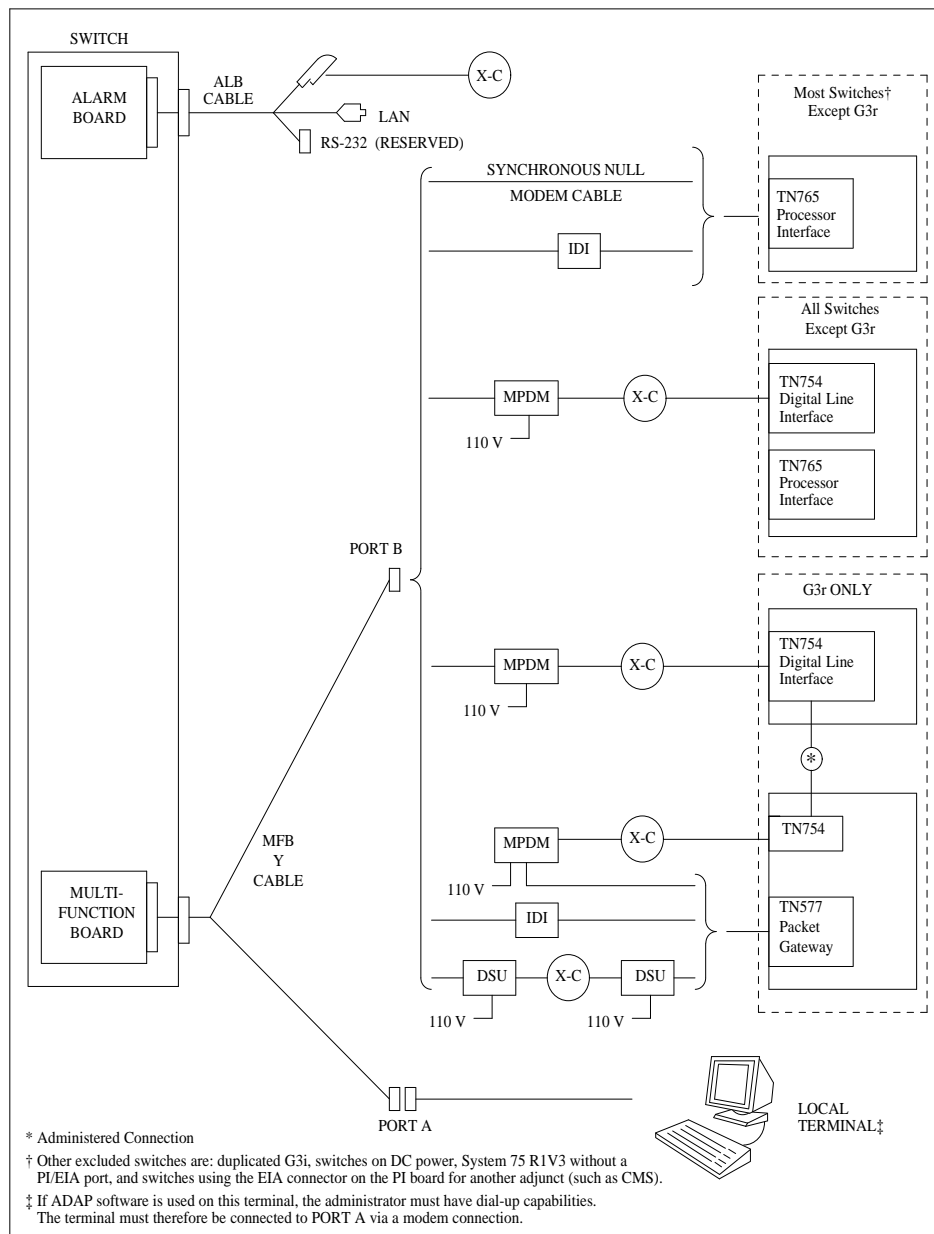 SWITCH
ALARM
BOARD
ALB
CABLE
X-C
LAN
RS-232 (RESERVED)
Most Switches†
Except G3r
SYNCHRONOUS NULL
MODEM CABLE
TN765
Processor
Interface
IDI
All Switches
Except G3r
MPDM
X-C
110 V
TN754
Digital Line
Interface
TN765
Processor
Interface
PORT B
G3r ONLY
MPDM
X-C
110 V
TN754
Digital Line
Interface
*
MFB
Y
CABLE
MPDM
X-C
TN754
110 V
MULTI-
FUNCTION
BOARD
IDI
TN577
Packet
Gateway
DSU
X-C
DSU
110 V
110 V
PORT A
LOCAL
TERMINAL‡
* Administered Connection
† Other excluded switches are: duplicated G3i, switches on DC power, System 75 R1V3 without a
PI/EIA port, and switches using the EIA connector on the PI board for another adjunct (such as CMS).
‡ If ADAP software is used on this terminal, the administrator must have dial-up capabilities.
The terminal must therefore be connected to PORT A via a modem connection.